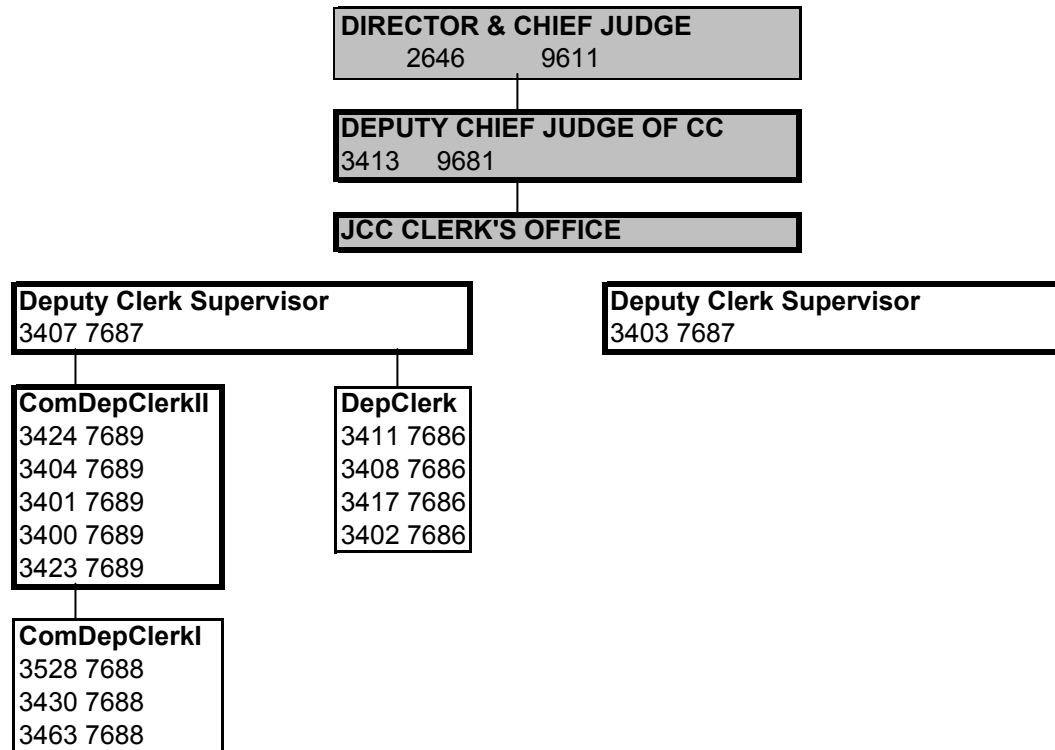 DIRECTOR & CHIEF JUDGE
2646 9611
DEPUTY CHIEF JUDGE OF CC
3413 9681
JCC CLERK'S OFFICE
Deputy Clerk Supervisor
3407 7687
Deputy Clerk Supervisor
3403 7687
ComDepClerkII
3424 7689
3404 7689
3401 7689
3400 7689
3423 7689
DepClerk
3411 7686
3408 7686
3417 7686
3402 7686
ComDepClerkI
3528 7688
3430 7688
3463 7688